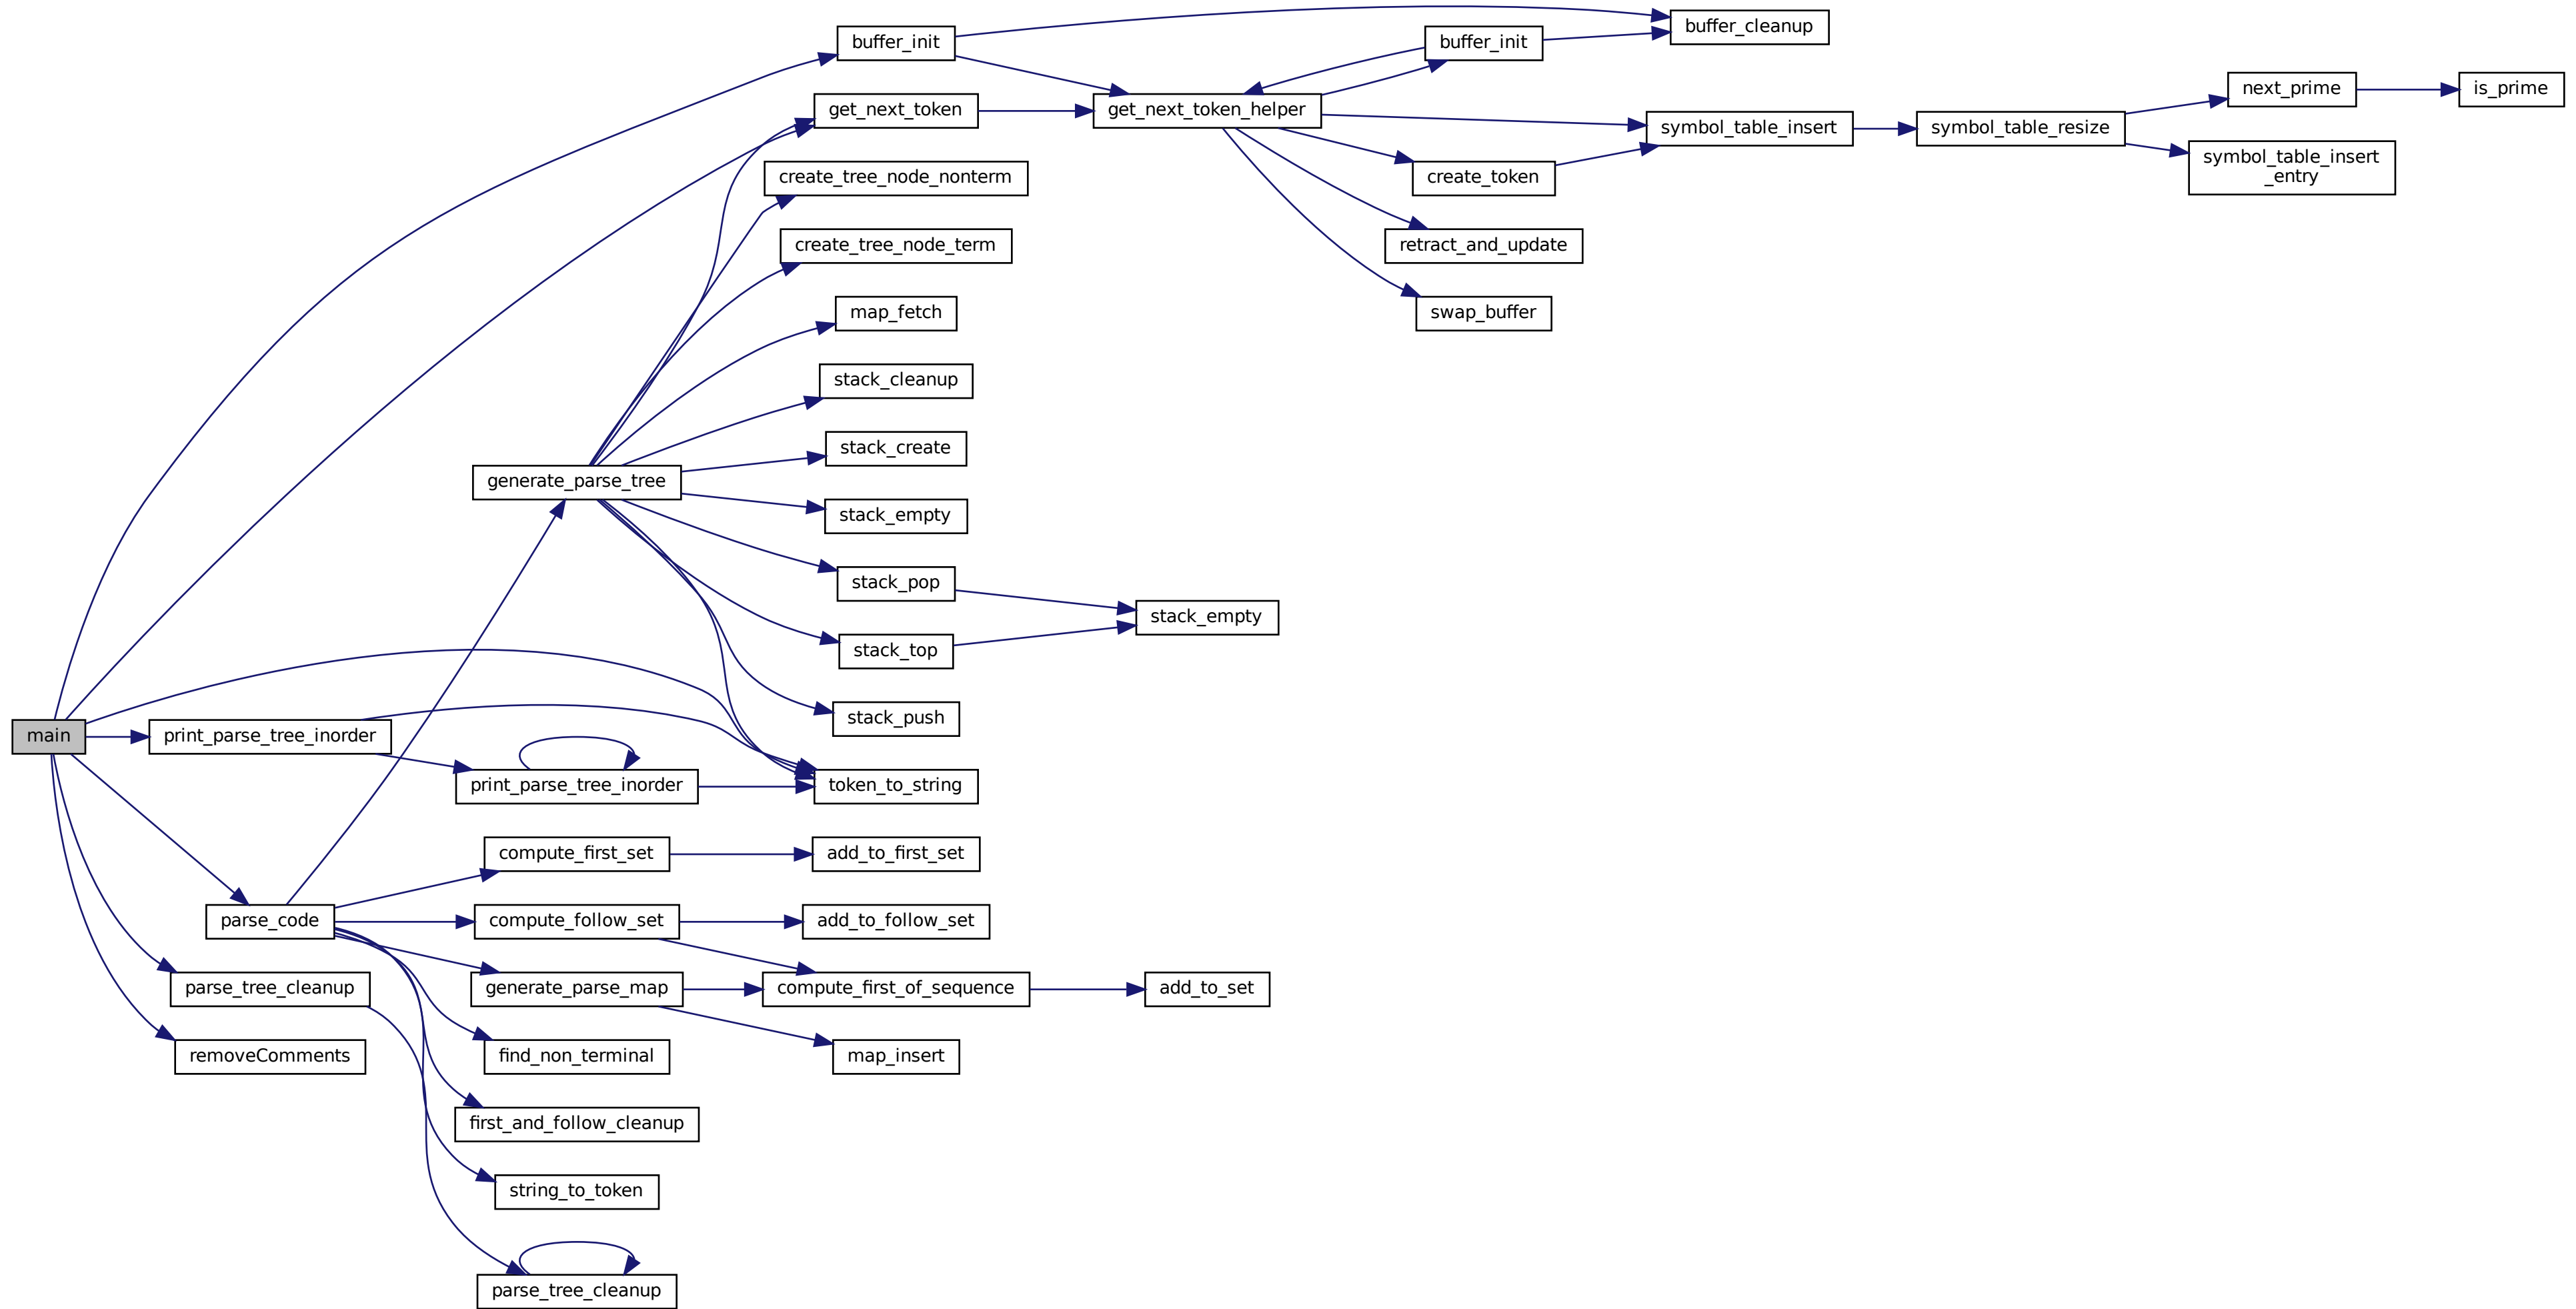 main
buffer_init
get_next_token
print_parse_tree_inorder
parse_code
parse_tree_cleanup
removeComments
generate_parse_tree
print_parse_tree_inorder
compute_first_set
compute_follow_set
generate_parse_map
find_non_terminal
first_and_follow_cleanup
string_to_token
parse_tree_cleanup
create_tree_node_nonterm
create_tree_node_term
map_fetch
stack_cleanup
stack_create
stack_empty
stack_pop
stack_top
stack_push
token_to_string
add_to_first_set
add_to_follow_set
compute_first_of_sequence
map_insert
get_next_token_helper
stack_empty
add_to_set
buffer_init
create_token
retract_and_update
swap_buffer
buffer_cleanup
symbol_table_insert
symbol_table_resize
next_prime
symbol_table_insert
_entry
is_prime